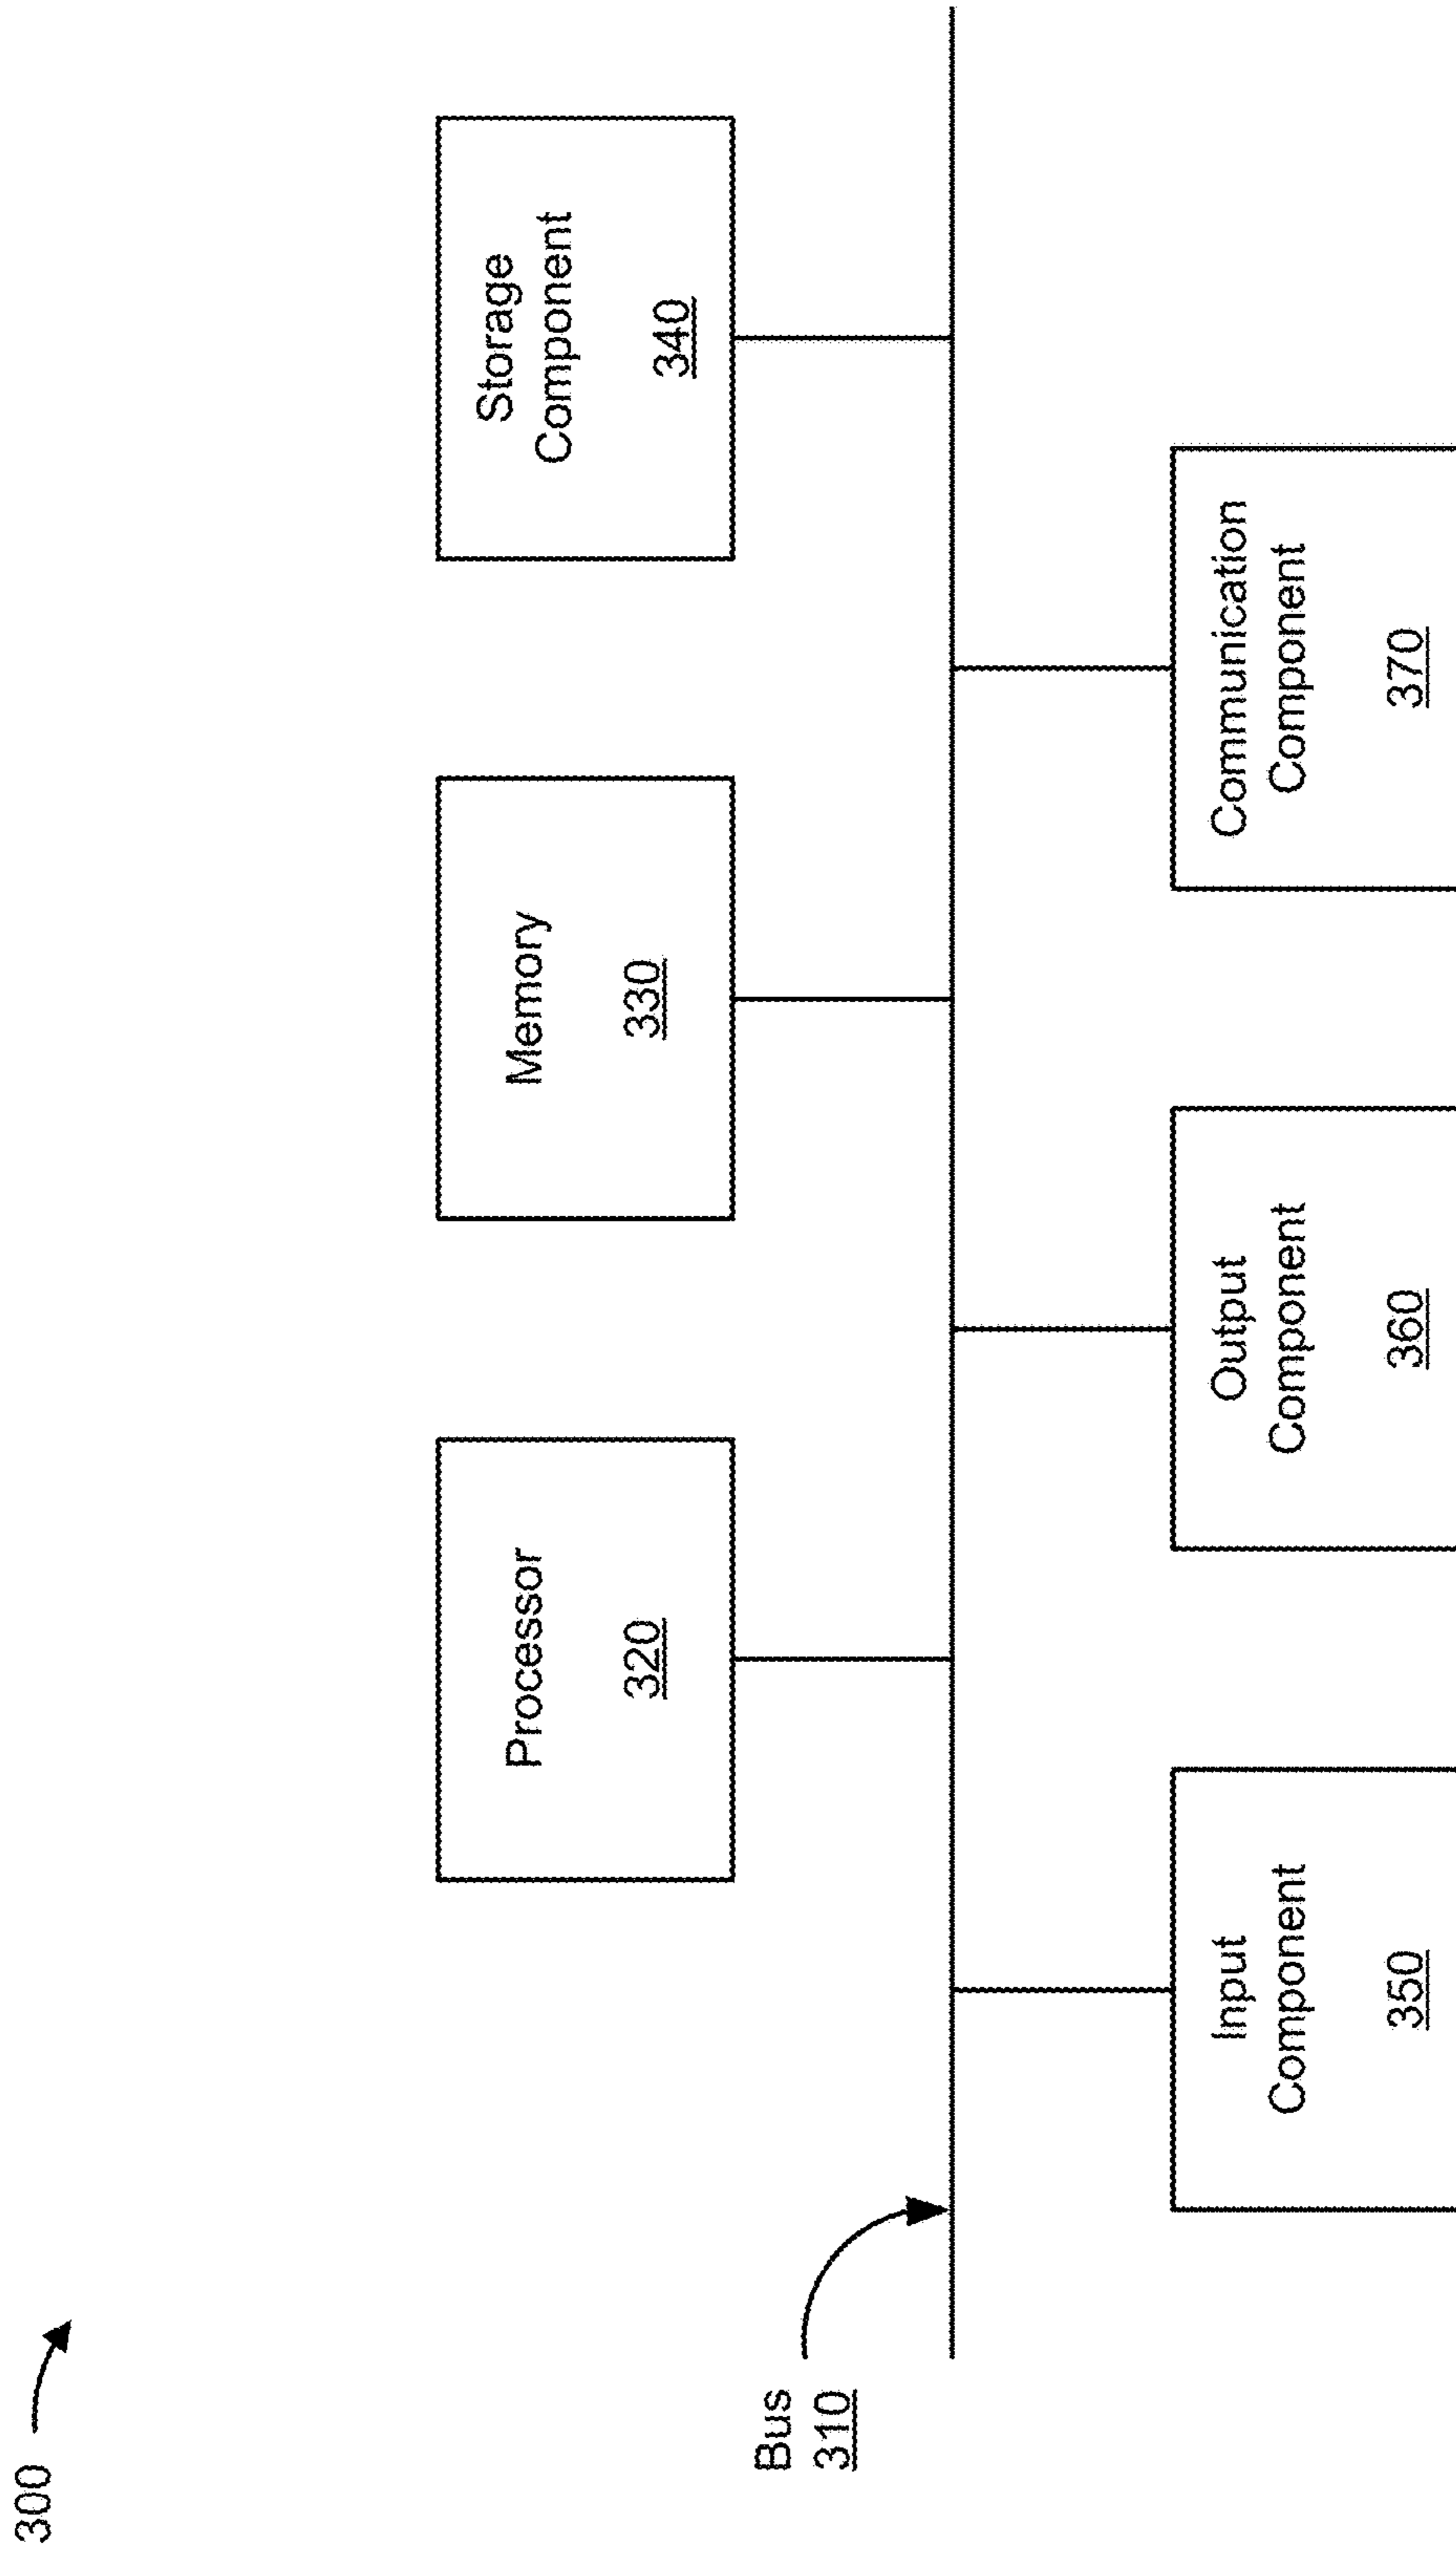 300
Processor
320
Memory
330
Storage
Component
340
Bus
310
Input
Component
350
Output
Component
360
Communication
Component
370